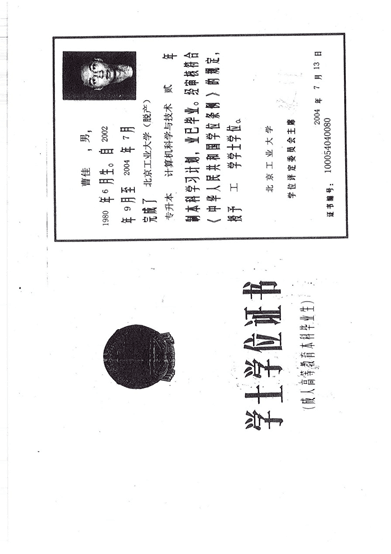 学士学位证书
(成人高等教育本科毕业生)
曹佳 ,男,
1980 年 6 月生。自 2002
年 9 月至 2004 年 7 月
完成了 北京工业大学(脱产)
专升本 计算机科学与技术 贰 年
制本科学习计划,业已毕业。经审核符合
《中华人民共和国学位条例》的规定,
授予 工 学学士学位。
北京工业大学
学位评定委员会主席
2004 年 7 月 13 日
证书编号:100054040080